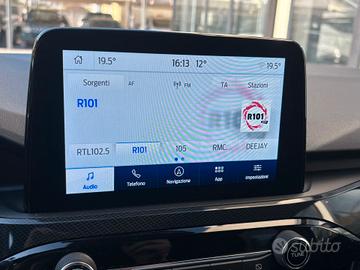 19.5° 16:13 12° 19.5°
Sorgenti AF FM TA Stazioni
R101
R101
RTL102.5 R101 105 RMC DEEJAY
Audio Telefono Navigazione App Impostazioni
TUNE
subito